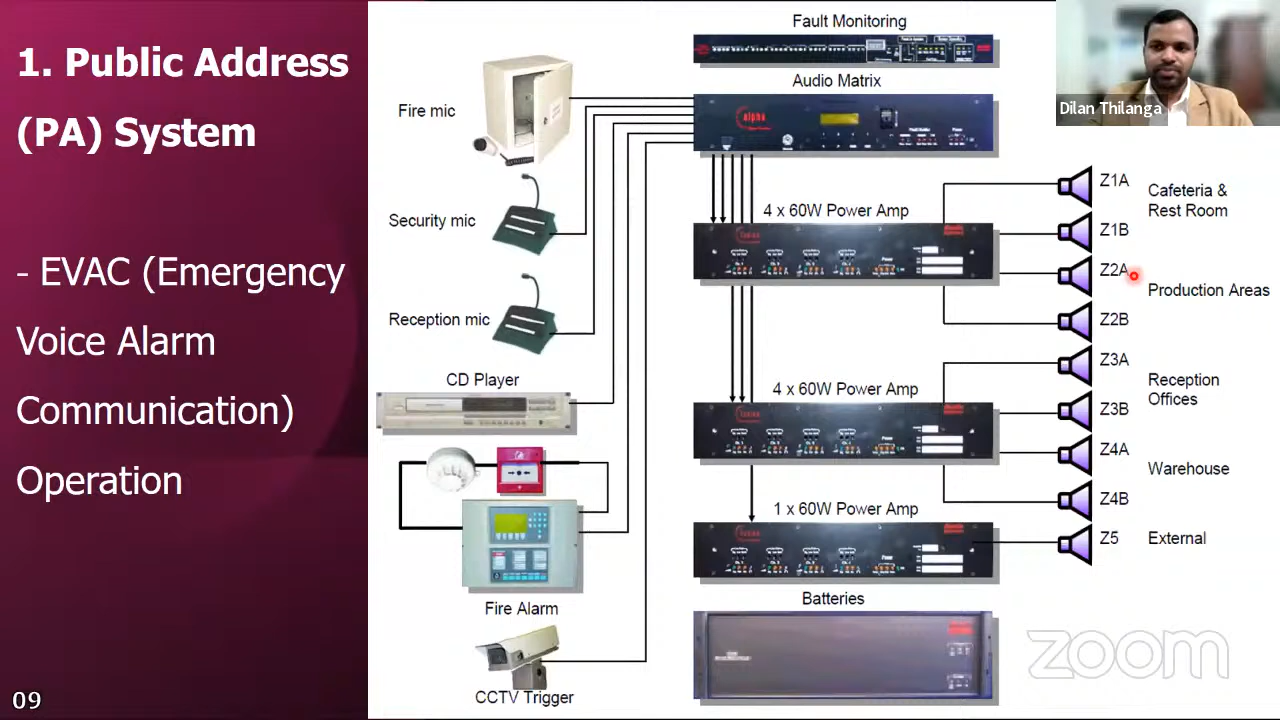 1. Public Address
(PA) System
- EVAC (Emergency
Voice Alarm
Communication)
Operation
09
Fault Monitoring
Audio Matrix
alpha
Fire mic
Security mic
Reception mic
CD Player
Fire Alarm
CCTV Trigger
4 x 60W Power Amp
4 x 60W Power Amp
1 x 60W Power Amp
Batteries
Z1A
Cafeteria &
Rest Room
Z1B
Z2A
Production Areas
Z2B
Z3A
Reception
Offices
Z3B
Z4A
Warehouse
Z4B
Z5
External
Dilan Thilanga
zoom